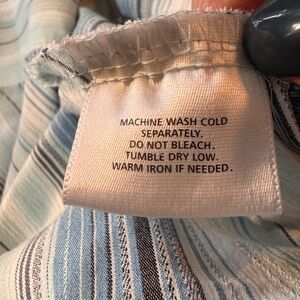 MACHINE WASH COLD
SEPARATELY.
DO NOT BLEACH.
TUMBLE DRY LOW.
WARM IRON IF NEEDED.